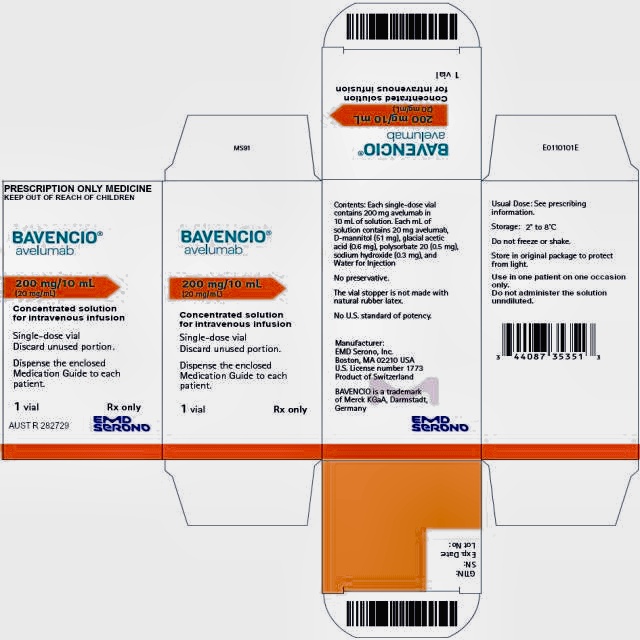 1 vial
for intravenous infusion
Concentrated solution
(20 mg/mL)
200 mg/10 mL
avelumab
BAVENCIO®
MS91
E0110101E
PRESCRIPTION ONLY MEDICINE
KEEP OUT OF REACH OF CHILDREN
BAVENCIO®
avelumab
200 mg/10 mL
(20 mg/mL)
Concentrated solution
for intravenous infusion
Single-dose vial
Discard unused portion.
Dispense the enclosed
Medication Guide to each
patient.
1 vial Rx only
AUST R 282729
EMD
SERONO
BAVENCIO®
avelumab
200 mg/10 mL
(20 mg/mL)
Concentrated solution
for intravenous infusion
Single-dose vial
Discard unused portion.
Dispense the enclosed
Medication Guide to each
patient.
1 vial Rx only
Contents: Each single-dose vial
contains 200 mg avelumab in
10 mL of solution. Each mL of
solution contains 20 mg avelumab,
D-mannitol (51 mg), glacial acetic
acid (0.6 mg), polysorbate 20 (0.5 mg),
sodium hydroxide (0.3 mg), and
Water for Injection
No preservative.
The vial stopper is not made with
natural rubber latex.
No U.S. standard of potency.
Manufacturer:
EMD Serono, Inc.
Boston, MA 02210 USA
U.S. License number 1773
Product of Switzerland
BAVENCIO is a trademark
of Merck KGaA, Darmstadt,
Germany
EMD
SERONO
Usual Dose: See prescribing
information.
Storage: 2° to 8°C
Do not freeze or shake.
Store in original package to protect
from light.
Use in one patient on one occasion
only.
Do not administer the solution
undiluted.
3 44087 35351 3
GTIN:
SN:
Exp. Date
Lot No: